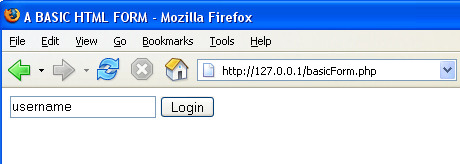 A BASIC HTML FORM - Mozilla Firefox
File Edit View Go Bookmarks Tools Help
http://127.0.0.1/basicForm.php
username Login